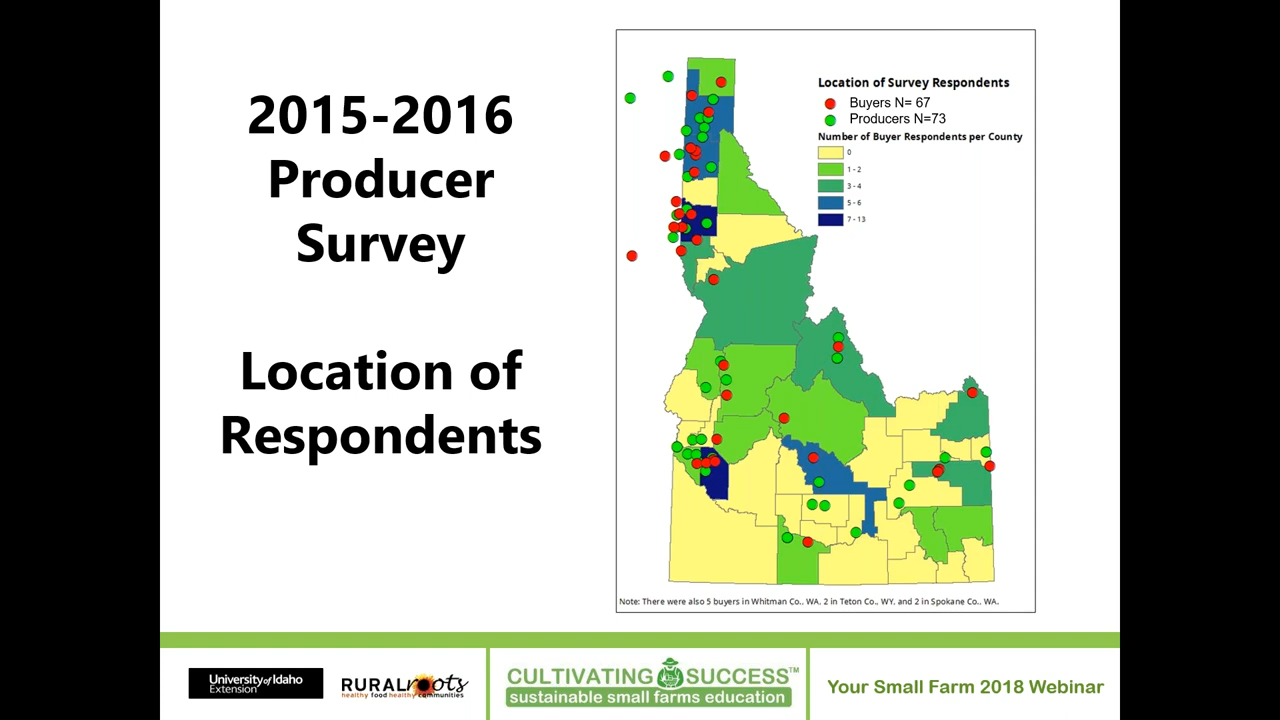 2015-2016
Producer
Survey
Location of
Respondents
Location of Survey Respondents
Buyers N= 67
Producers N=73
Number of Buyer Respondents per County
0
1 - 2
3 - 4
5 - 6
7 - 13
Note: There were also 5 buyers in Whitman Co., WA, 2 in Teton Co., WY, and 2 in Spokane Co., WA.
University of Idaho
Extension
RURALroots
healthy food healthy communities
CULTIVATING SUCCESS™
sustainable small farms education
Your Small Farm 2018 Webinar